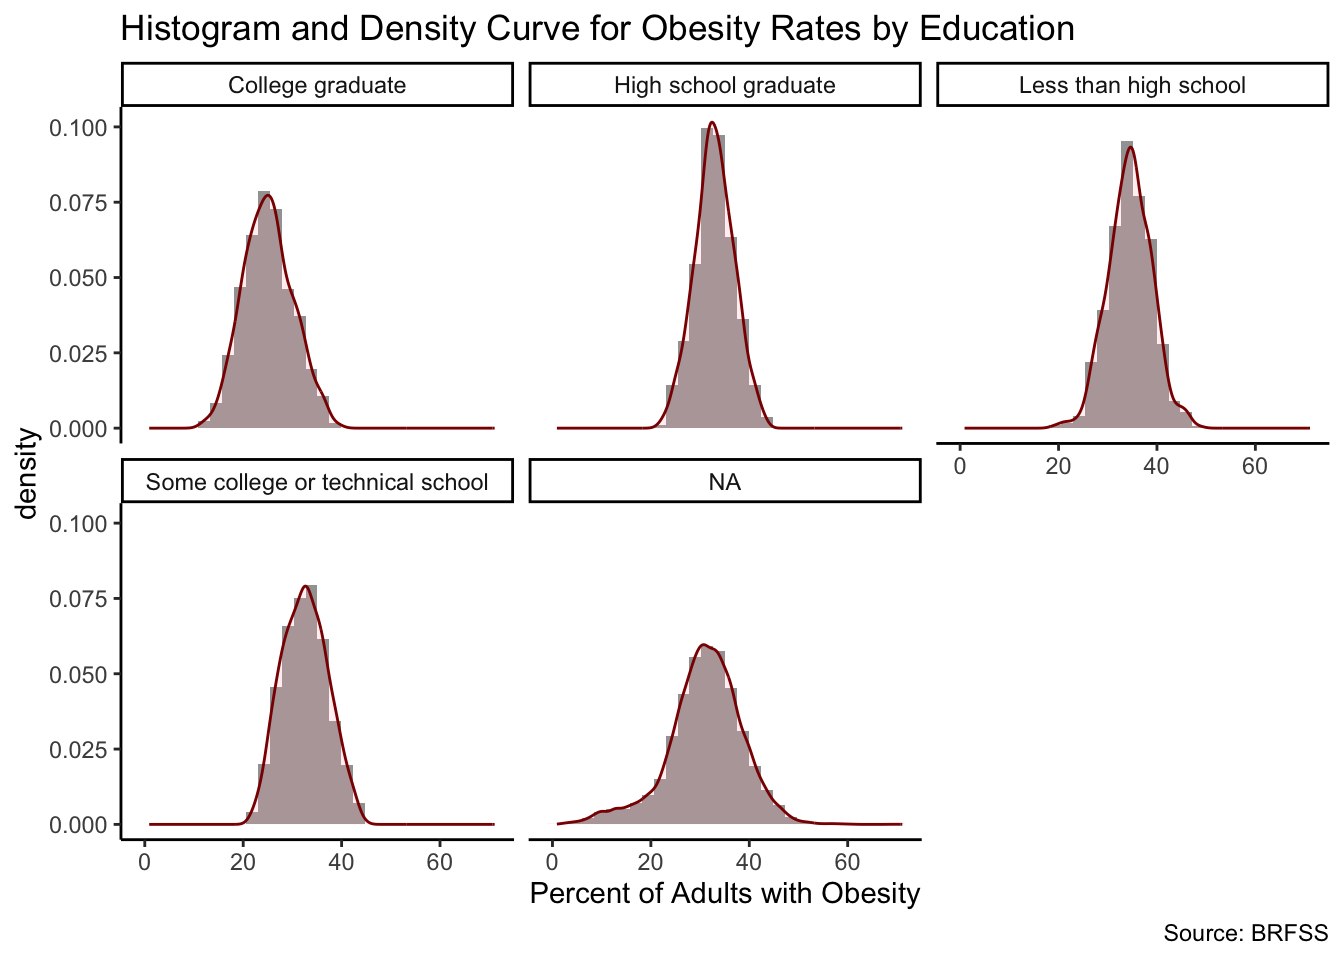 Histogram and Density Curve for Obesity Rates by Education
College graduate
High school graduate
Less than high school
0.100
0.075
0.050
0.025
0.000
0 20 40 60
density
Some college or technical school
NA
0.100
0.075
0.050
0.025
0.000
0 20 40 60
0 20 40 60
Percent of Adults with Obesity
Source: BRFSS